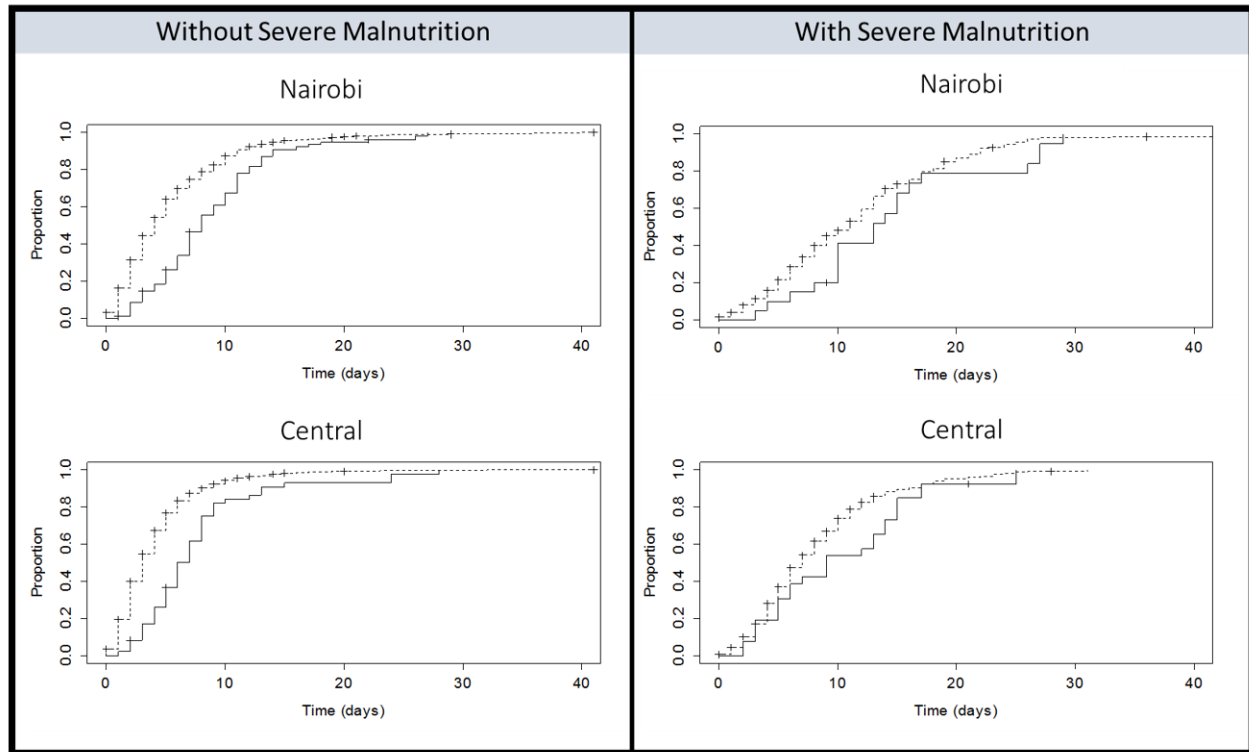 Without Severe Malnutrition
Nairobi
Proportion
0.0 0.2 0.4 0.6 0.8 1.0
0 10 20 30 40
Time (days)
Central
Proportion
0.0 0.2 0.4 0.6 0.8 1.0
0 10 20 30 40
Time (days)
With Severe Malnutrition
Nairobi
Proportion
0.0 0.2 0.4 0.6 0.8 1.0
0 10 20 30 40
Time (days)
Central
Proportion
0.0 0.2 0.4 0.6 0.8 1.0
0 10 20 30 40
Time (days)